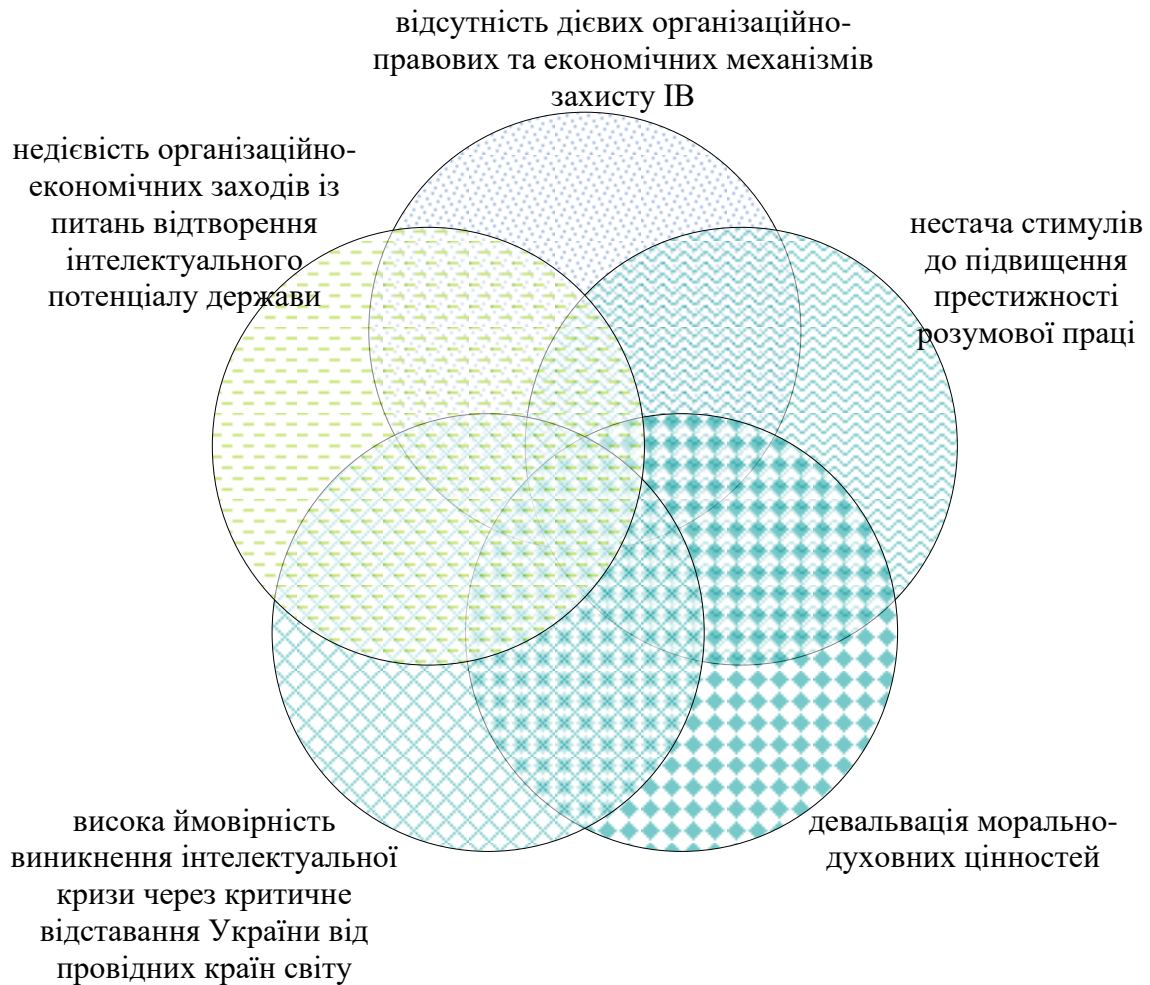 відсутність дієвих організаційно-
правових та економічних механізмів
захисту ІВ
недієвість організаційно-
економічних заходів із
питань відтворення
інтелектуального
потенціалу держави
нестача стимулів
до підвищення
престижності
розумової праці
висока ймовірність
виникнення інтелектуальної
кризи через критичне
відставання України від
провідних країн світу
девальвація морально-
духовних цінностей